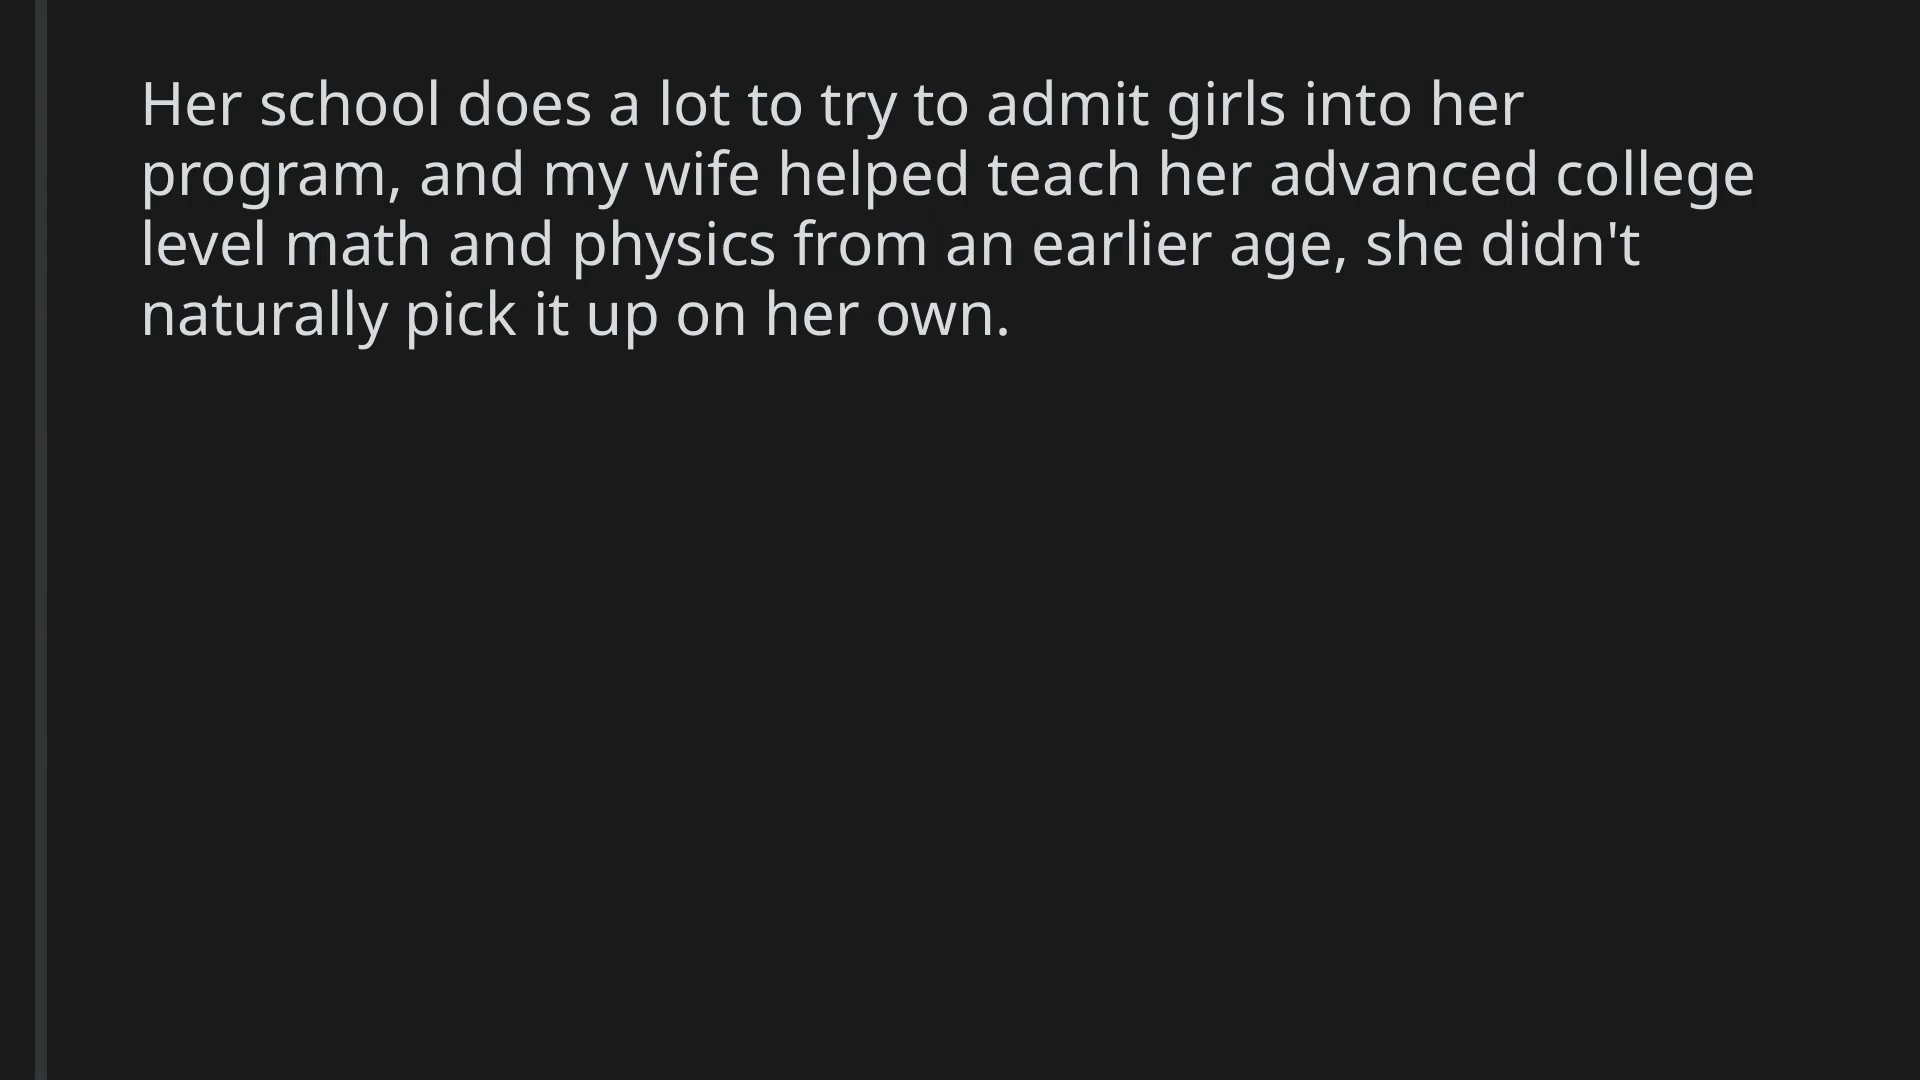 Her school does a lot to try to admit girls into her
program, and my wife helped teach her advanced college
level math and physics from an earlier age, she didn't
naturally pick it up on her own.